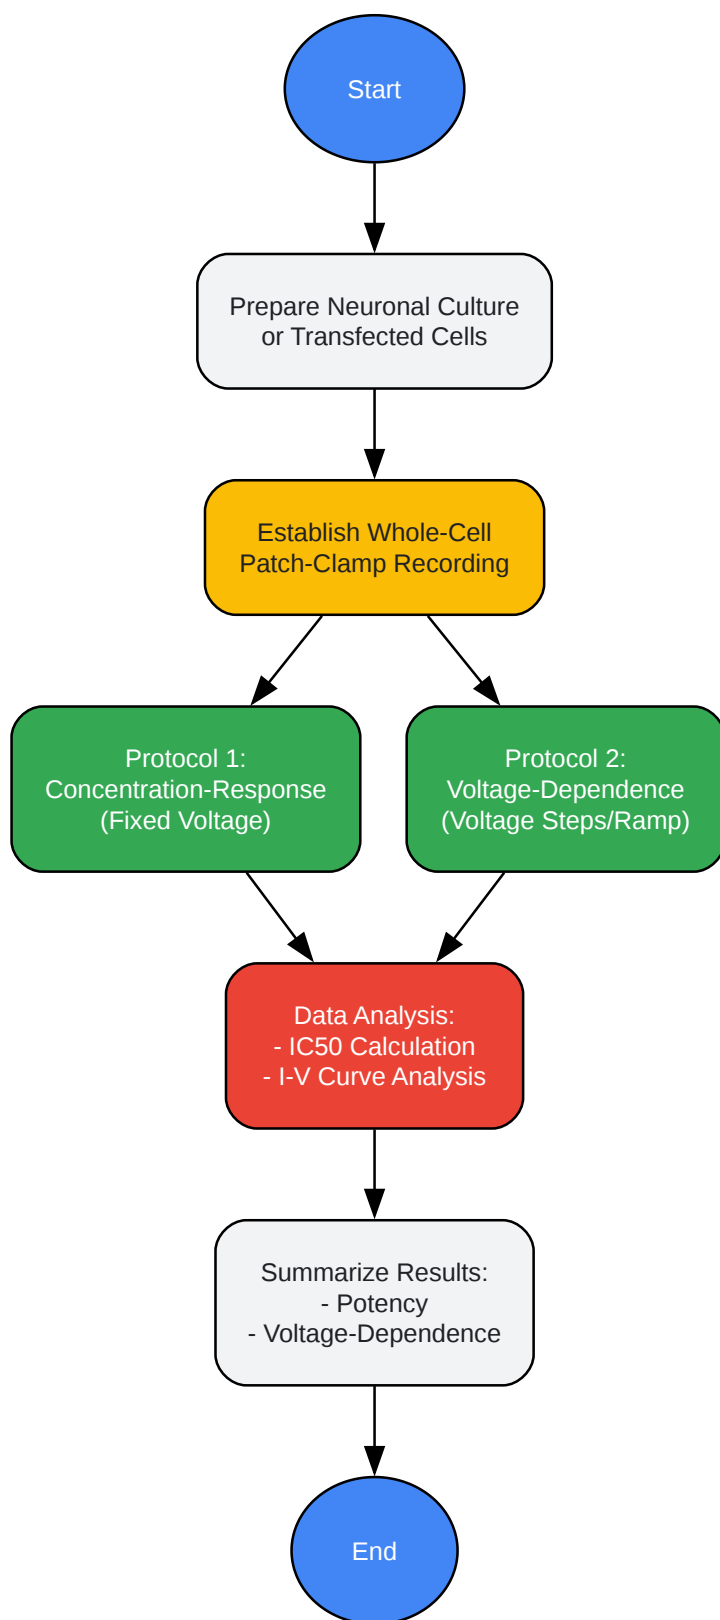 Start
Prepare Neuronal Culture
or Transfected Cells
Establish Whole-Cell
Patch-Clamp Recording
Protocol 1:
Concentration-Response
(Fixed Voltage)
Protocol 2:
Voltage-Dependence
(Voltage Steps/Ramp)
Data Analysis:
- IC50 Calculation
- I-V Curve Analysis
Summarize Results:
- Potency
- Voltage-Dependence
End